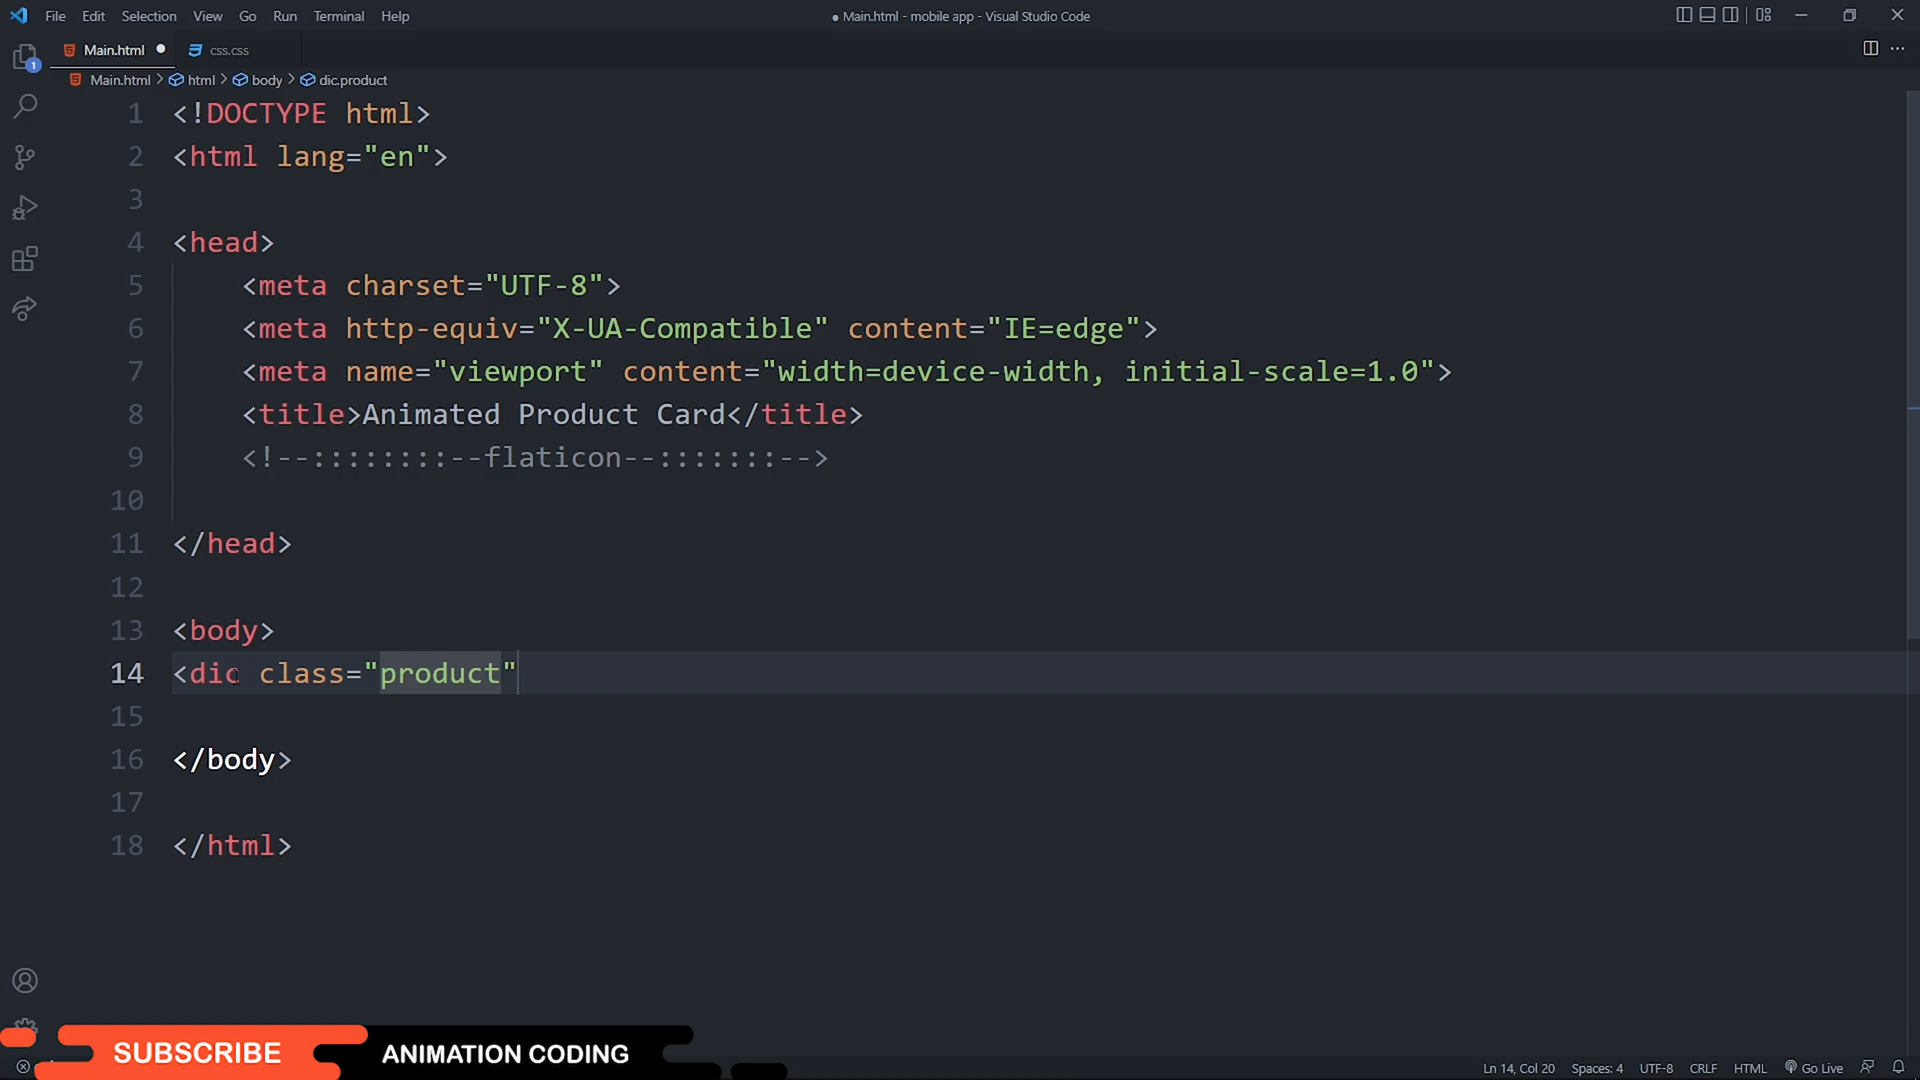 File Edit Selection View Go Run Terminal Help
● Main.html - mobile app - Visual Studio Code
Main.html ●
css.css
Main.html > html > body > dic.product
1
1 <!DOCTYPE html>
2 <html lang="en">
3
4 <head>
5 <meta charset="UTF-8">
6 <meta http-equiv="X-UA-Compatible" content="IE=edge">
7 <meta name="viewport" content="width=device-width, initial-scale=1.0">
8 <title>Animated Product Card</title>
9 <!--::::::::--flaticon--:::::::-->
10
11 </head>
12
13 <body>
14 <dic class="product"
15
16 </body>
17
18 </html>
SUBSCRIBE ANIMATION CODING
Ln 14, Col 20 Spaces: 4 UTF-8 CRLF HTML Go Live